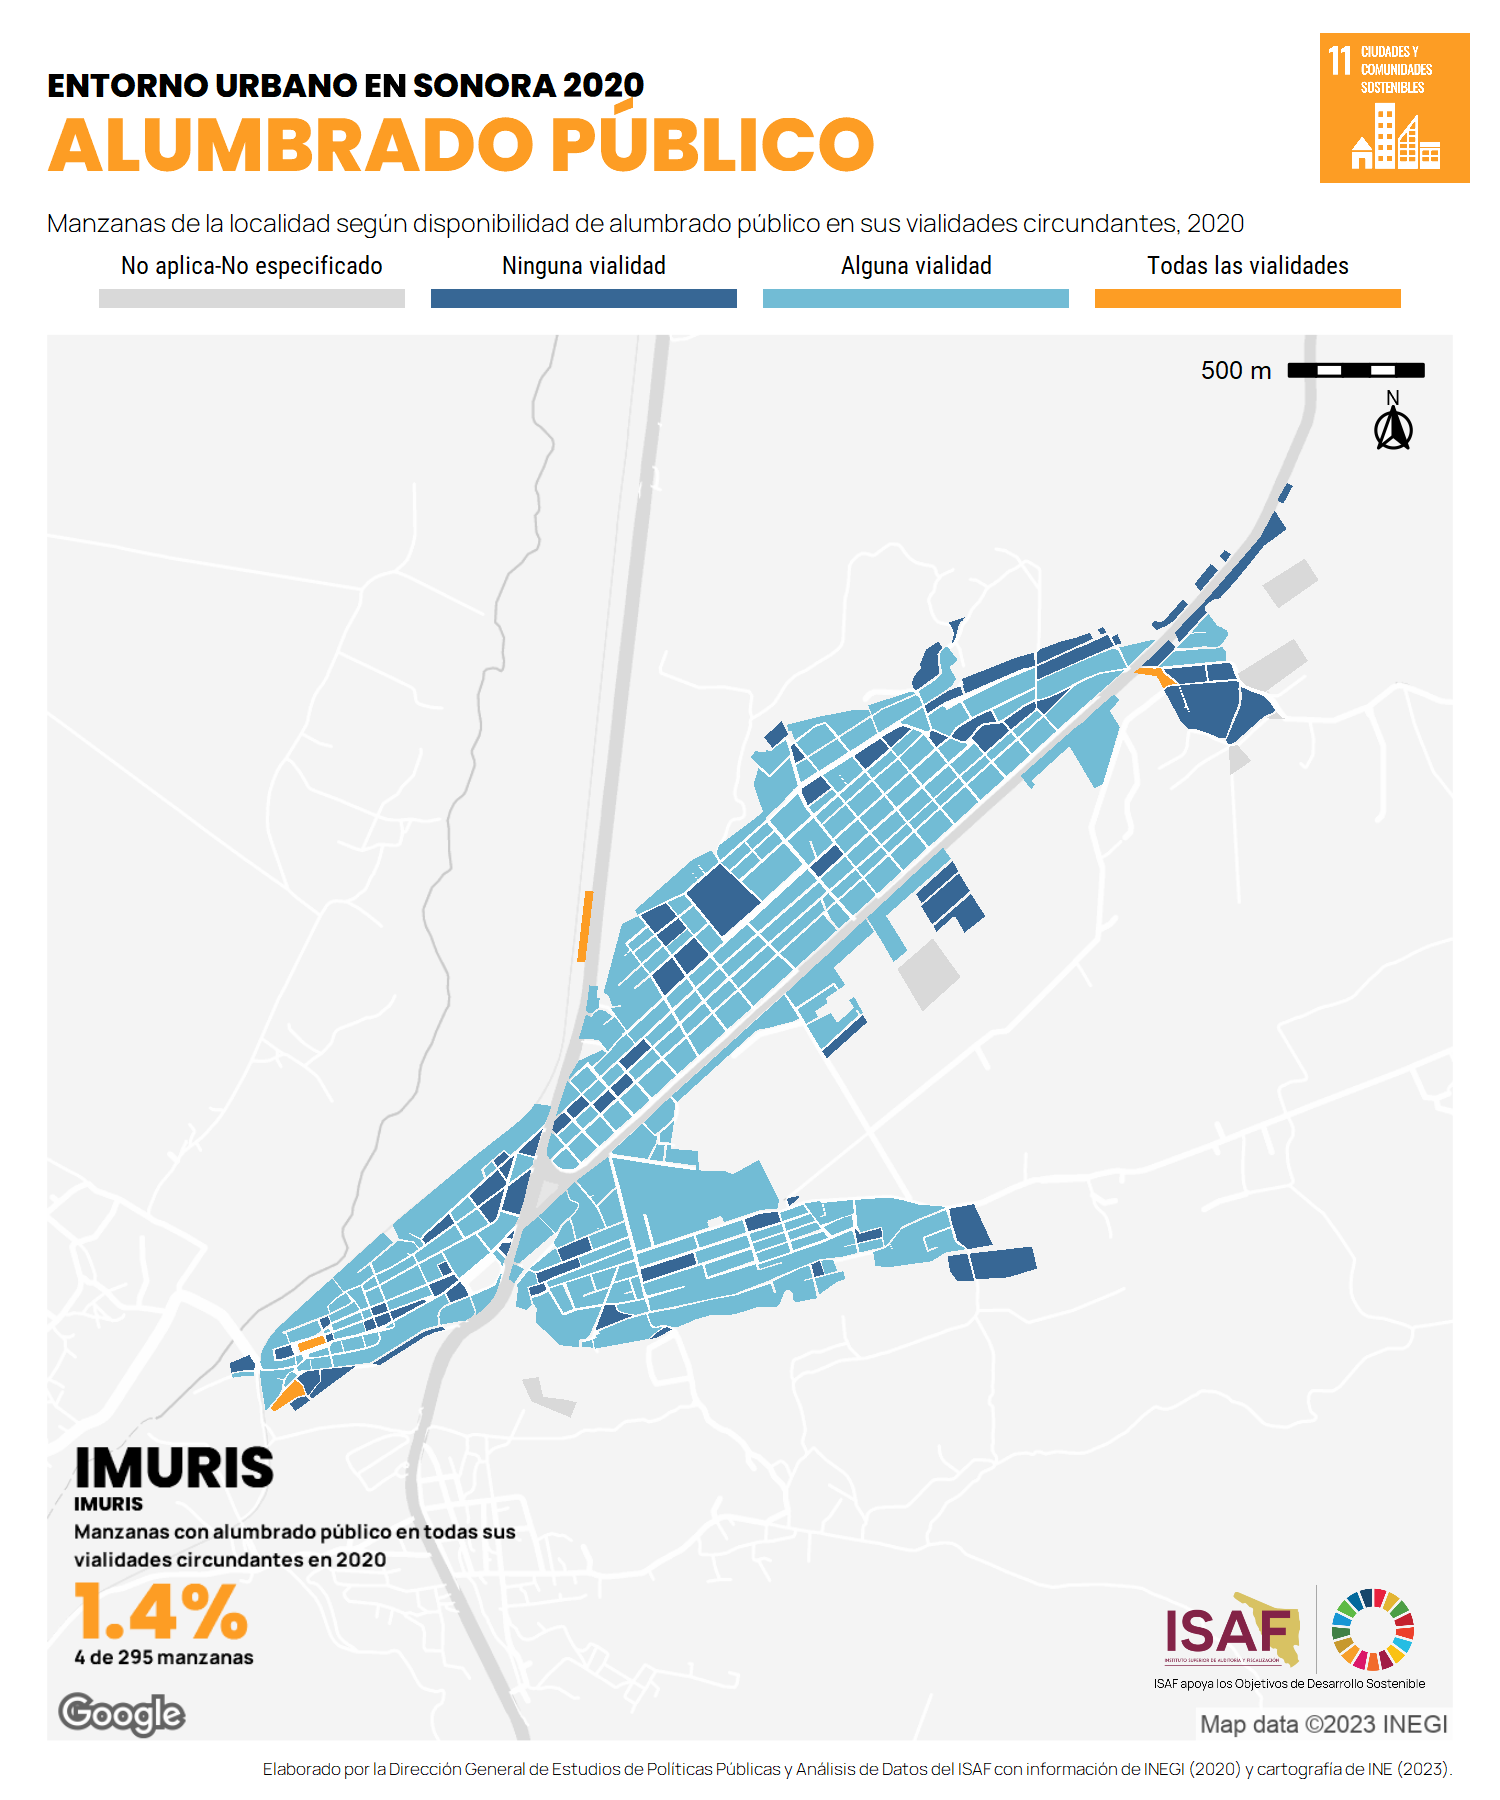 ENTORNO URBANO EN SONORA 2020
ALUMBRADO PÚBLICO
11 CIUDADES Y
COMUNIDADES
SOSTENIBLES
Manzanas de la localidad según disponibilidad de alumbrado público en sus vialidades circundantes, 2020
No aplica-No especificado Ninguna vialidad Alguna vialidad Todas las vialidades
500 m
N
IMURIS
IMURIS
Manzanas con alumbrado público en todas sus
vialidades circundantes en 2020
1.4%
4 de 295 manzanas
ISAF
INSTITUTO SUPERIOR DE AUDITORÍA Y FISCALIZACIÓN
ISAF apoya los Objetivos de Desarrollo Sostenible
Google
Map data ©2023 INEGI
Elaborado por la Dirección General de Estudios de Políticas Públicas y Análisis de Datos del ISAF con información de INEGI (2020) y cartografía de INE (2023).